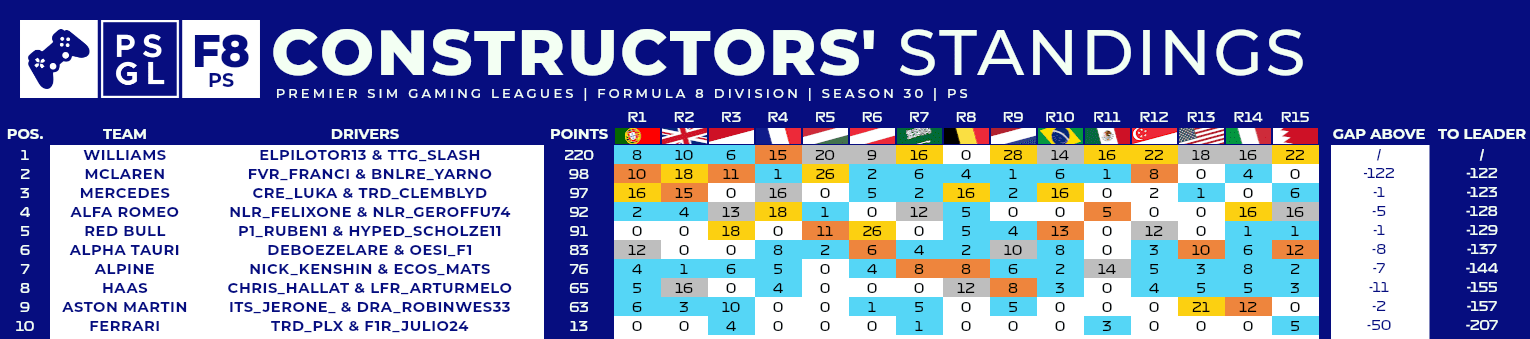 PS GL
F8 PS
CONSTRUCTORS' STANDINGS
PREMIER SIM GAMING LEAGUES | FORMULA 8 DIVISION | SEASON 30 | PS
R1 R2 R3 R4 R5 R6 R7 R8 R9 R10 R11 R12 R13 R14 R15
POS. TEAM DRIVERS POINTS GAP ABOVE TO LEADER
1 WILLIAMS ELPILOTOR13 & TTG_SLASH 220 8 10 6 15 20 9 16 0 28 14 16 22 18 16 22 / /
2 MCLAREN FVR_FRANCI & BNLRE_YARNO 98 10 18 11 1 26 2 6 4 1 6 1 8 0 4 0 -122 -122
3 MERCEDES CRE_LUKA & TRD_CLEMBLYD 97 16 15 0 16 0 5 2 16 2 16 0 2 1 0 6 -1 -123
4 ALFA ROMEO NLR_FELIXONE & NLR_GEROFFU74 92 2 4 13 18 1 0 12 5 0 0 5 0 0 16 16 -5 -128
5 RED BULL P1_RUBEN1 & HYPED_SCHOLZE11 91 0 0 18 0 11 26 0 5 4 13 0 12 0 1 1 -1 -129
6 ALPHA TAURI DEBOEZELARE & OESI_F1 83 12 0 0 8 2 6 4 2 10 8 0 3 10 6 12 -8 -137
7 ALPINE NICK_KENSHIN & ECOS_MATS 76 4 1 6 5 0 4 8 8 6 2 14 5 3 8 2 -7 -144
8 HAAS CHRIS_HALLAT & LFR_ARTURMELO 65 5 16 0 4 0 0 0 12 8 3 0 4 5 5 3 -11 -155
9 ASTON MARTIN ITS_JERONE_ & DRA_ROBINWES33 63 6 3 10 0 0 1 5 0 5 0 0 0 21 12 0 -2 -157
10 FERRARI TRD_PLX & F1R_JULIO24 13 0 0 4 0 0 0 1 0 0 0 3 0 0 0 5 -50 -207